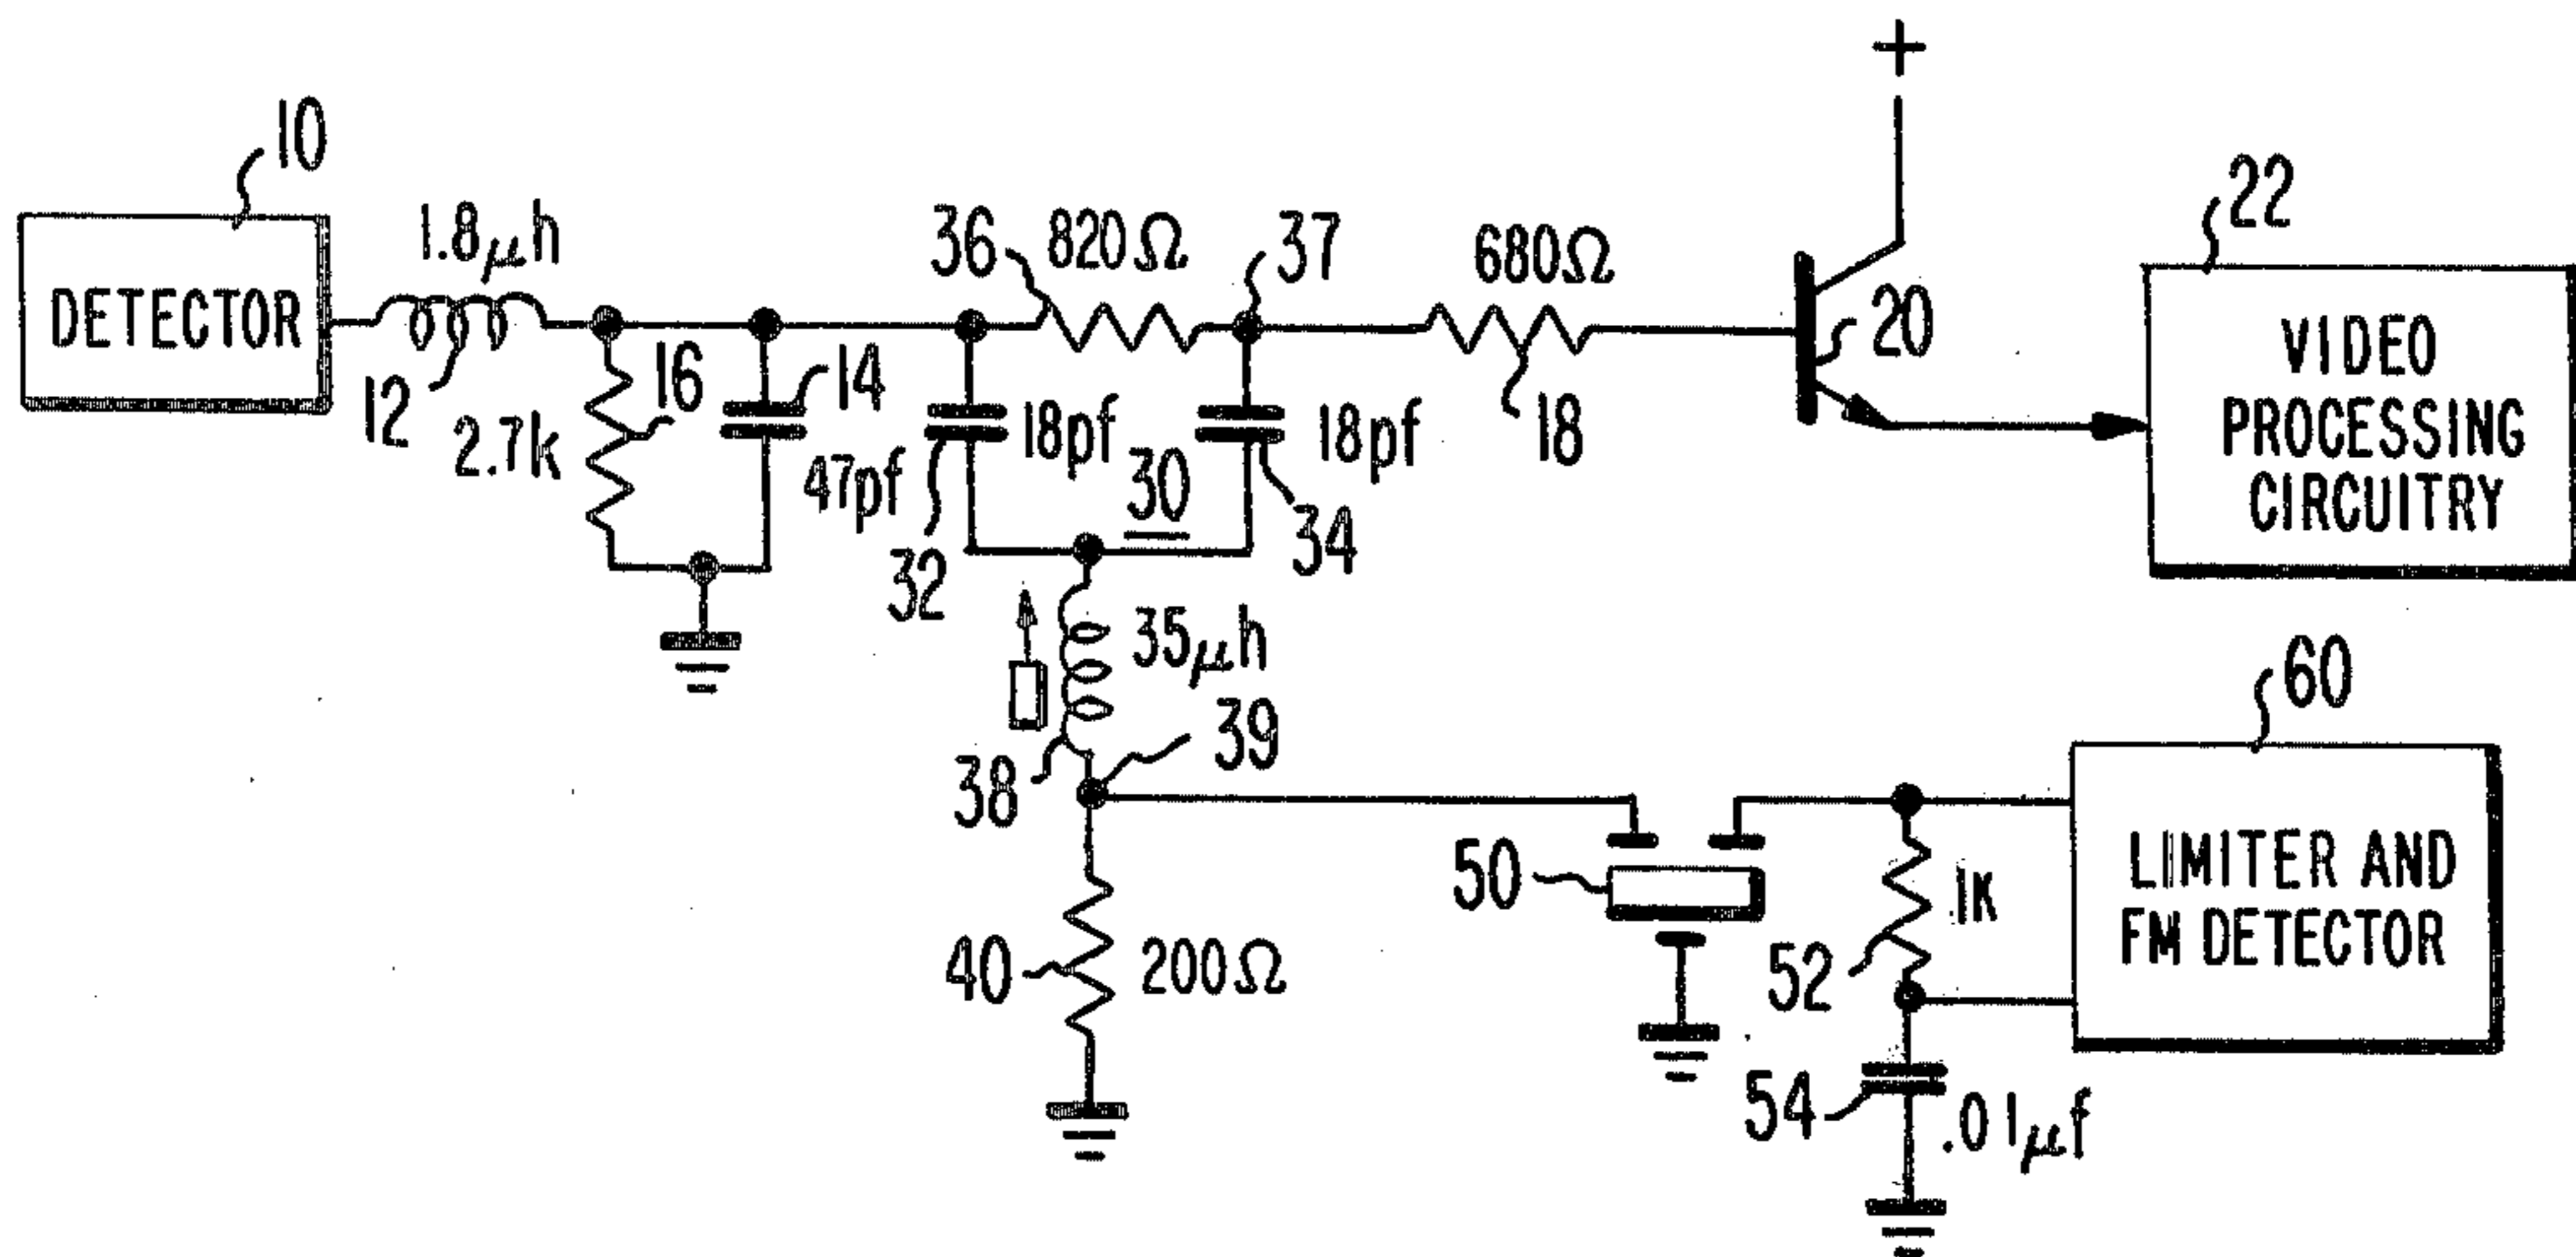 10
1.8μh
DETECTOR
12
16
2.7k
14
47pf
36
820Ω
37
32
18pf
30
18pf
34
680Ω
18
+
20
22
VIDEO
PROCESSING
CIRCUITRY
35μh
38
39
40
200Ω
50
52
1K
54
.01μf
60
LIMITER AND
FM DETECTOR